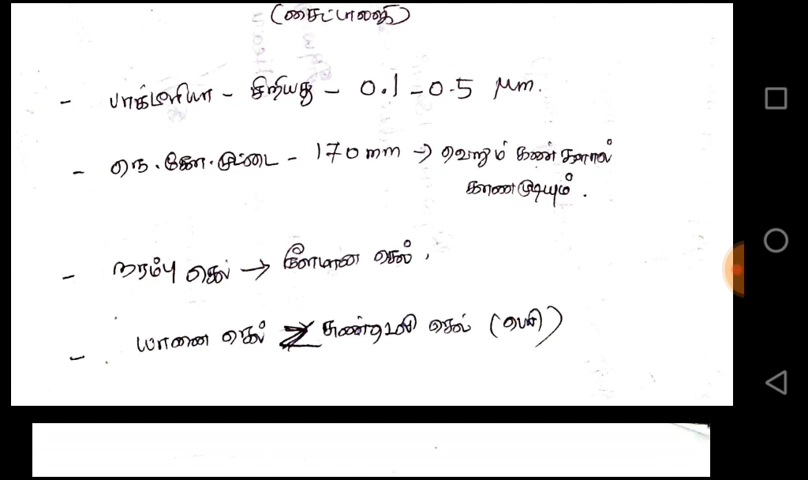 (சைட்டாலஜி)
- பாக்டீரியா - சிறியது - 0.1 - 0.5 μm.
- நெ.கோ.முட்டை - 170 mm → வெறும் கண்களால்
காணமுடியும்.
- நரம்பு செல் → நீளமான செல்.
- யானை செல் சுண்டெலி செல்